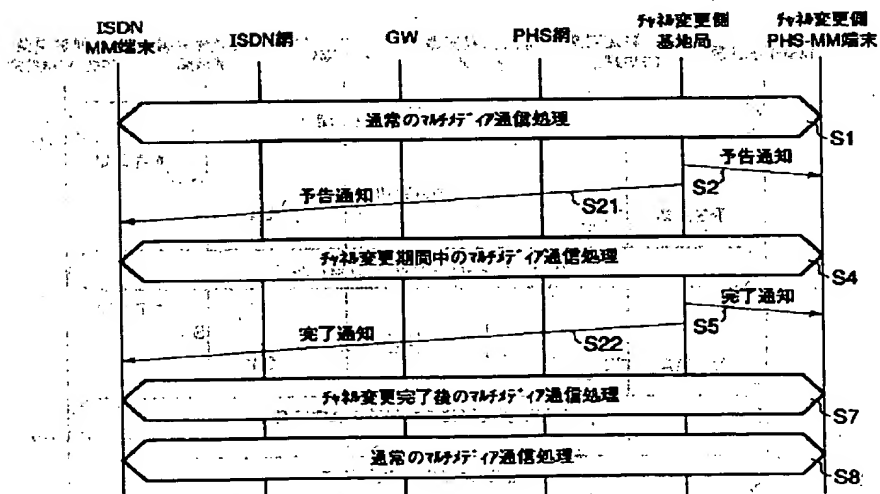 ISDN
MM端末
ISDN網
GW
PHS網
ﾁｬﾈﾙ変更側
基地局
ﾁｬﾈﾙ変更側
PHS-MM端末
通常のﾏﾙﾁﾒﾃﾞｨｱ通信処理
S1
予告通知
S2
予告通知
S21
ﾁｬﾈﾙ変更期間中のﾏﾙﾁﾒﾃﾞｨｱ通信処理
S4
完了通知
S5
完了通知
S22
ﾁｬﾈﾙ変更完了後のﾏﾙﾁﾒﾃﾞｨｱ通信処理
S7
通常のﾏﾙﾁﾒﾃﾞｨｱ通信処理
S8